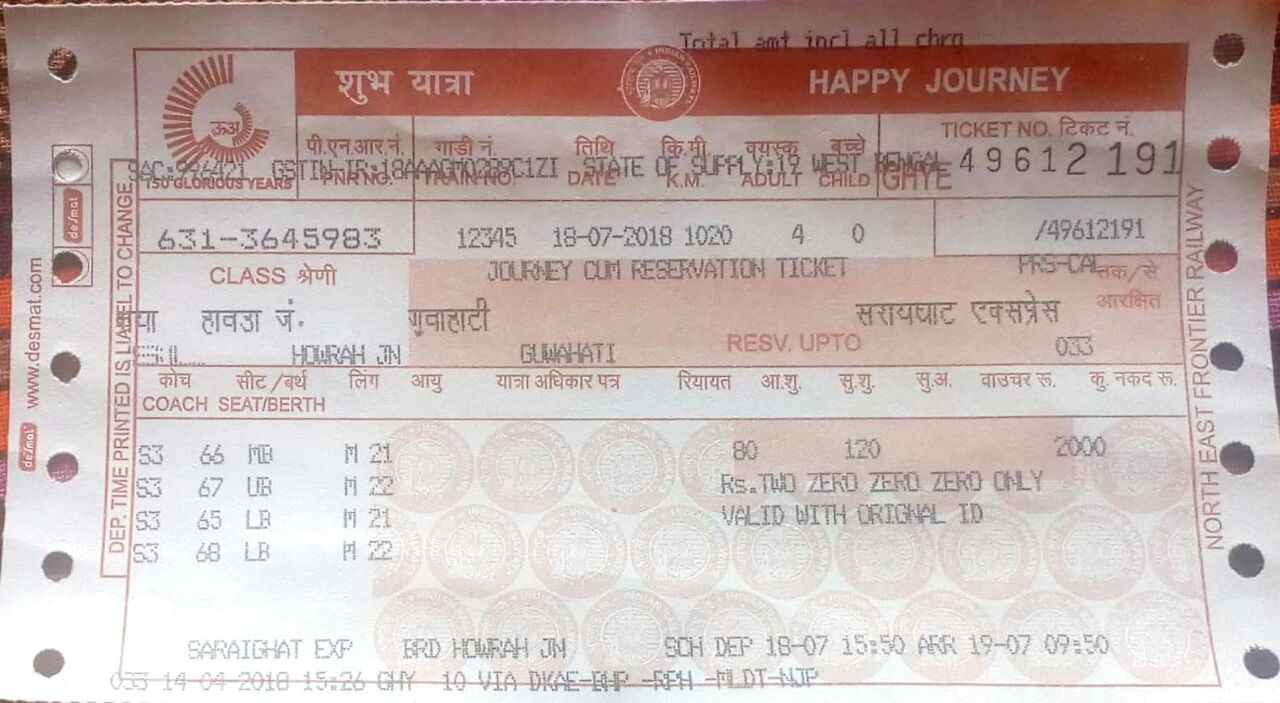 Total amt incl all chrg
शुभ यात्रा HAPPY JOURNEY
INDIAN RAILWAYS
ऊअ
150 GLORIOUS YEARS
पी.एन.आर.नं. गाडी नं. तिथि कि.मी वयस्क बच्चे TICKET NO. टिकट नं.
SAC:996421 GSTIN-IR:18AAAGM0289C1ZI STATE OF SUPPLY:19 WEST BENGAL 49612191
PNR NO. TRAIN NO. DATE K.M. ADULT CHILD GHYE
631-3645983 12345 18-07-2018 1020 4 0 /49612191
CLASS श्रेणी JOURNEY CUM RESERVATION TICKET PRS-CAL तक/से
आरक्षित
हावडा जं. गुवाहाटी सरायघाट एक्सप्रेस
HOWRAH JN GUWAHATI RESV. UPTO 033
कोच सीट/बर्थ लिंग आयु यात्रा अधिकार पत्र रियायत आ.शु. सु.शु. सु.अ. वाउचर रू. कु. नकद रू.
COACH SEAT/BERTH
S3 66 MB M 21 80 120 2000
S3 67 UB M 22 Rs.TWO ZERO ZERO ZERO ONLY
S3 65 LB M 21 VALID WITH ORIGNAL ID
S3 68 LB M 22
SARAIGHAT EXP BRD HOWRAH JN SCH DEP 18-07 15:50 ARR 19-07 09:50
033 14-04-2018 15:26 GHY 10 VIA DKAE-BHP -RPH -MLDT-NJP
DEP. TIME PRINTED IS LIABEL TO CHANGE
www.desmat.com
desmat
desmat
NORTH EAST FRONTIER RAILWAY